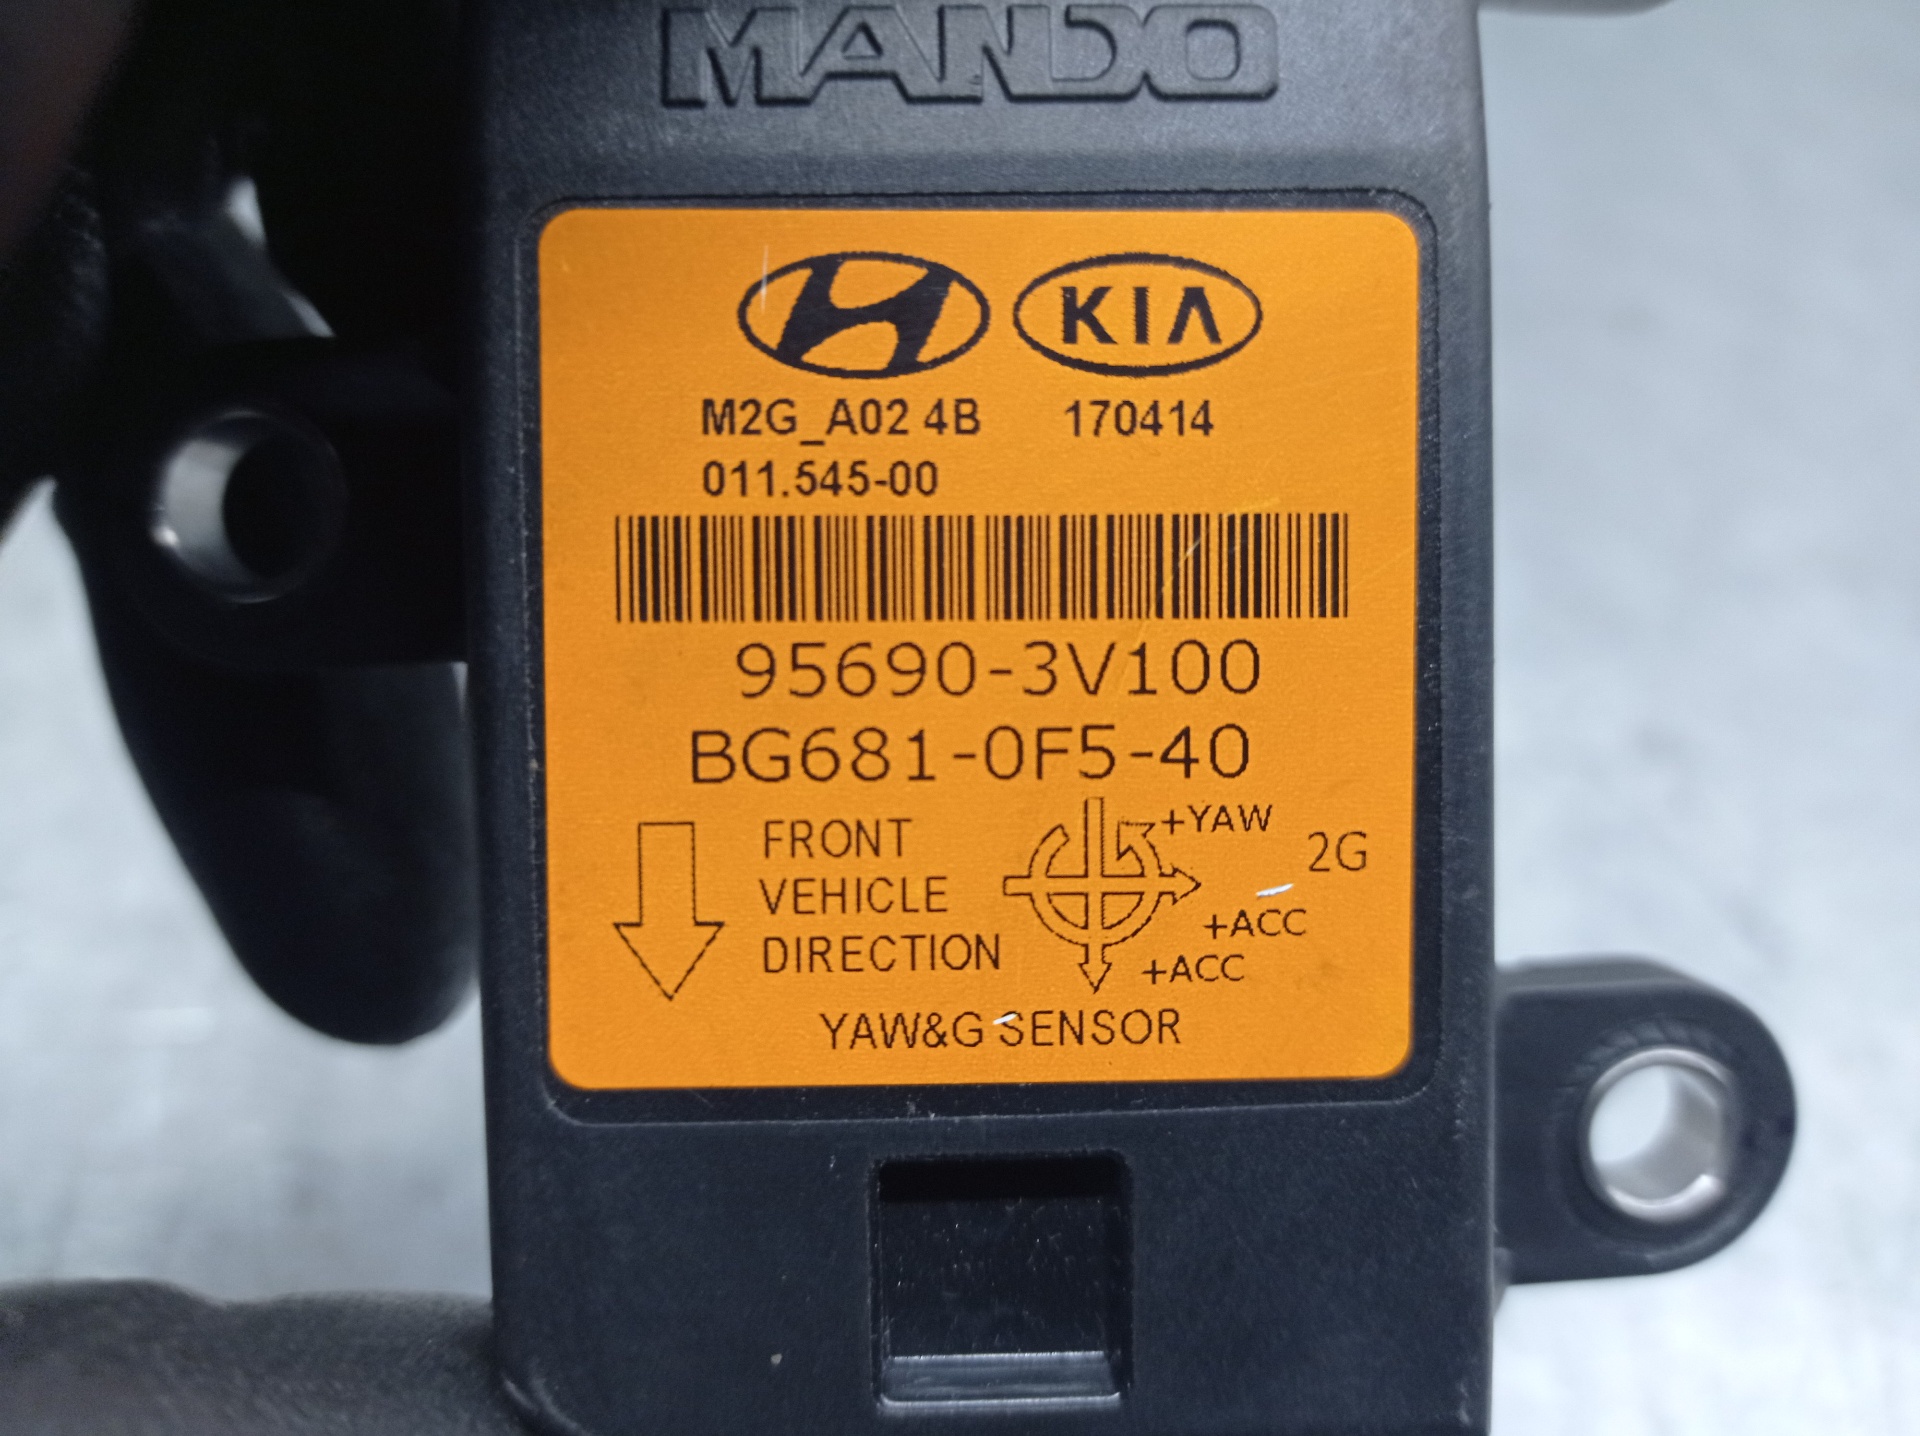 MANDO
KIA
M2G_A02 4B 170414
011.545-00
95690-3V100
BG681-0F5-40
FRONT
VEHICLE
DIRECTION
+YAW
2G
+ACC
+ACC
YAW&G SENSOR